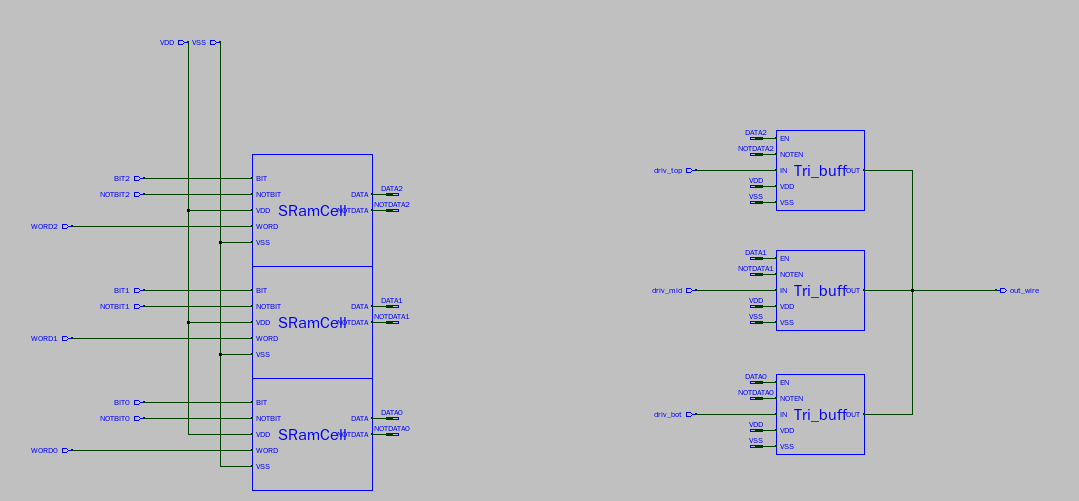 VDD VSS
BIT2 BIT
NOTBIT2 NOTBIT DATA DATA2
VDD SRamCell NOTDATA NOTDATA2
WORD2 WORD
VSS
BIT1 BIT
NOTBIT1 NOTBIT DATA DATA1
VDD SRamCell NOTDATA NOTDATA1
WORD1 WORD
VSS
BIT0 BIT
NOTBIT0 NOTBIT DATA DATA0
VDD SRamCell NOTDATA NOTDATA0
WORD0 WORD
VSS
DATA2 EN
NOTDATA2 NOTEN
driv_top IN Tri_buff OUT
VDD VDD
VSS VSS
DATA1 EN
NOTDATA1 NOTEN
driv_mid IN Tri_buff OUT out_wire
VDD VDD
VSS VSS
DATA0 EN
NOTDATA0 NOTEN
driv_bot IN Tri_buff OUT
VDD VDD
VSS VSS